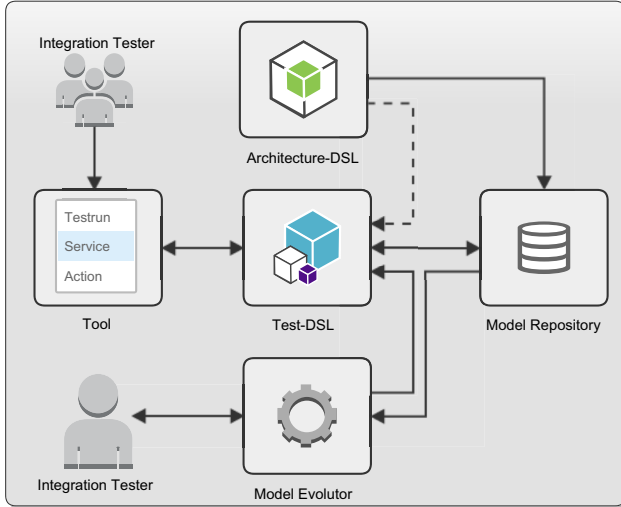 Integration Tester
Architecture-DSL
Testrun
Service
Action
Tool
Test-DSL
Model Repository
Integration Tester
Model Evolutor